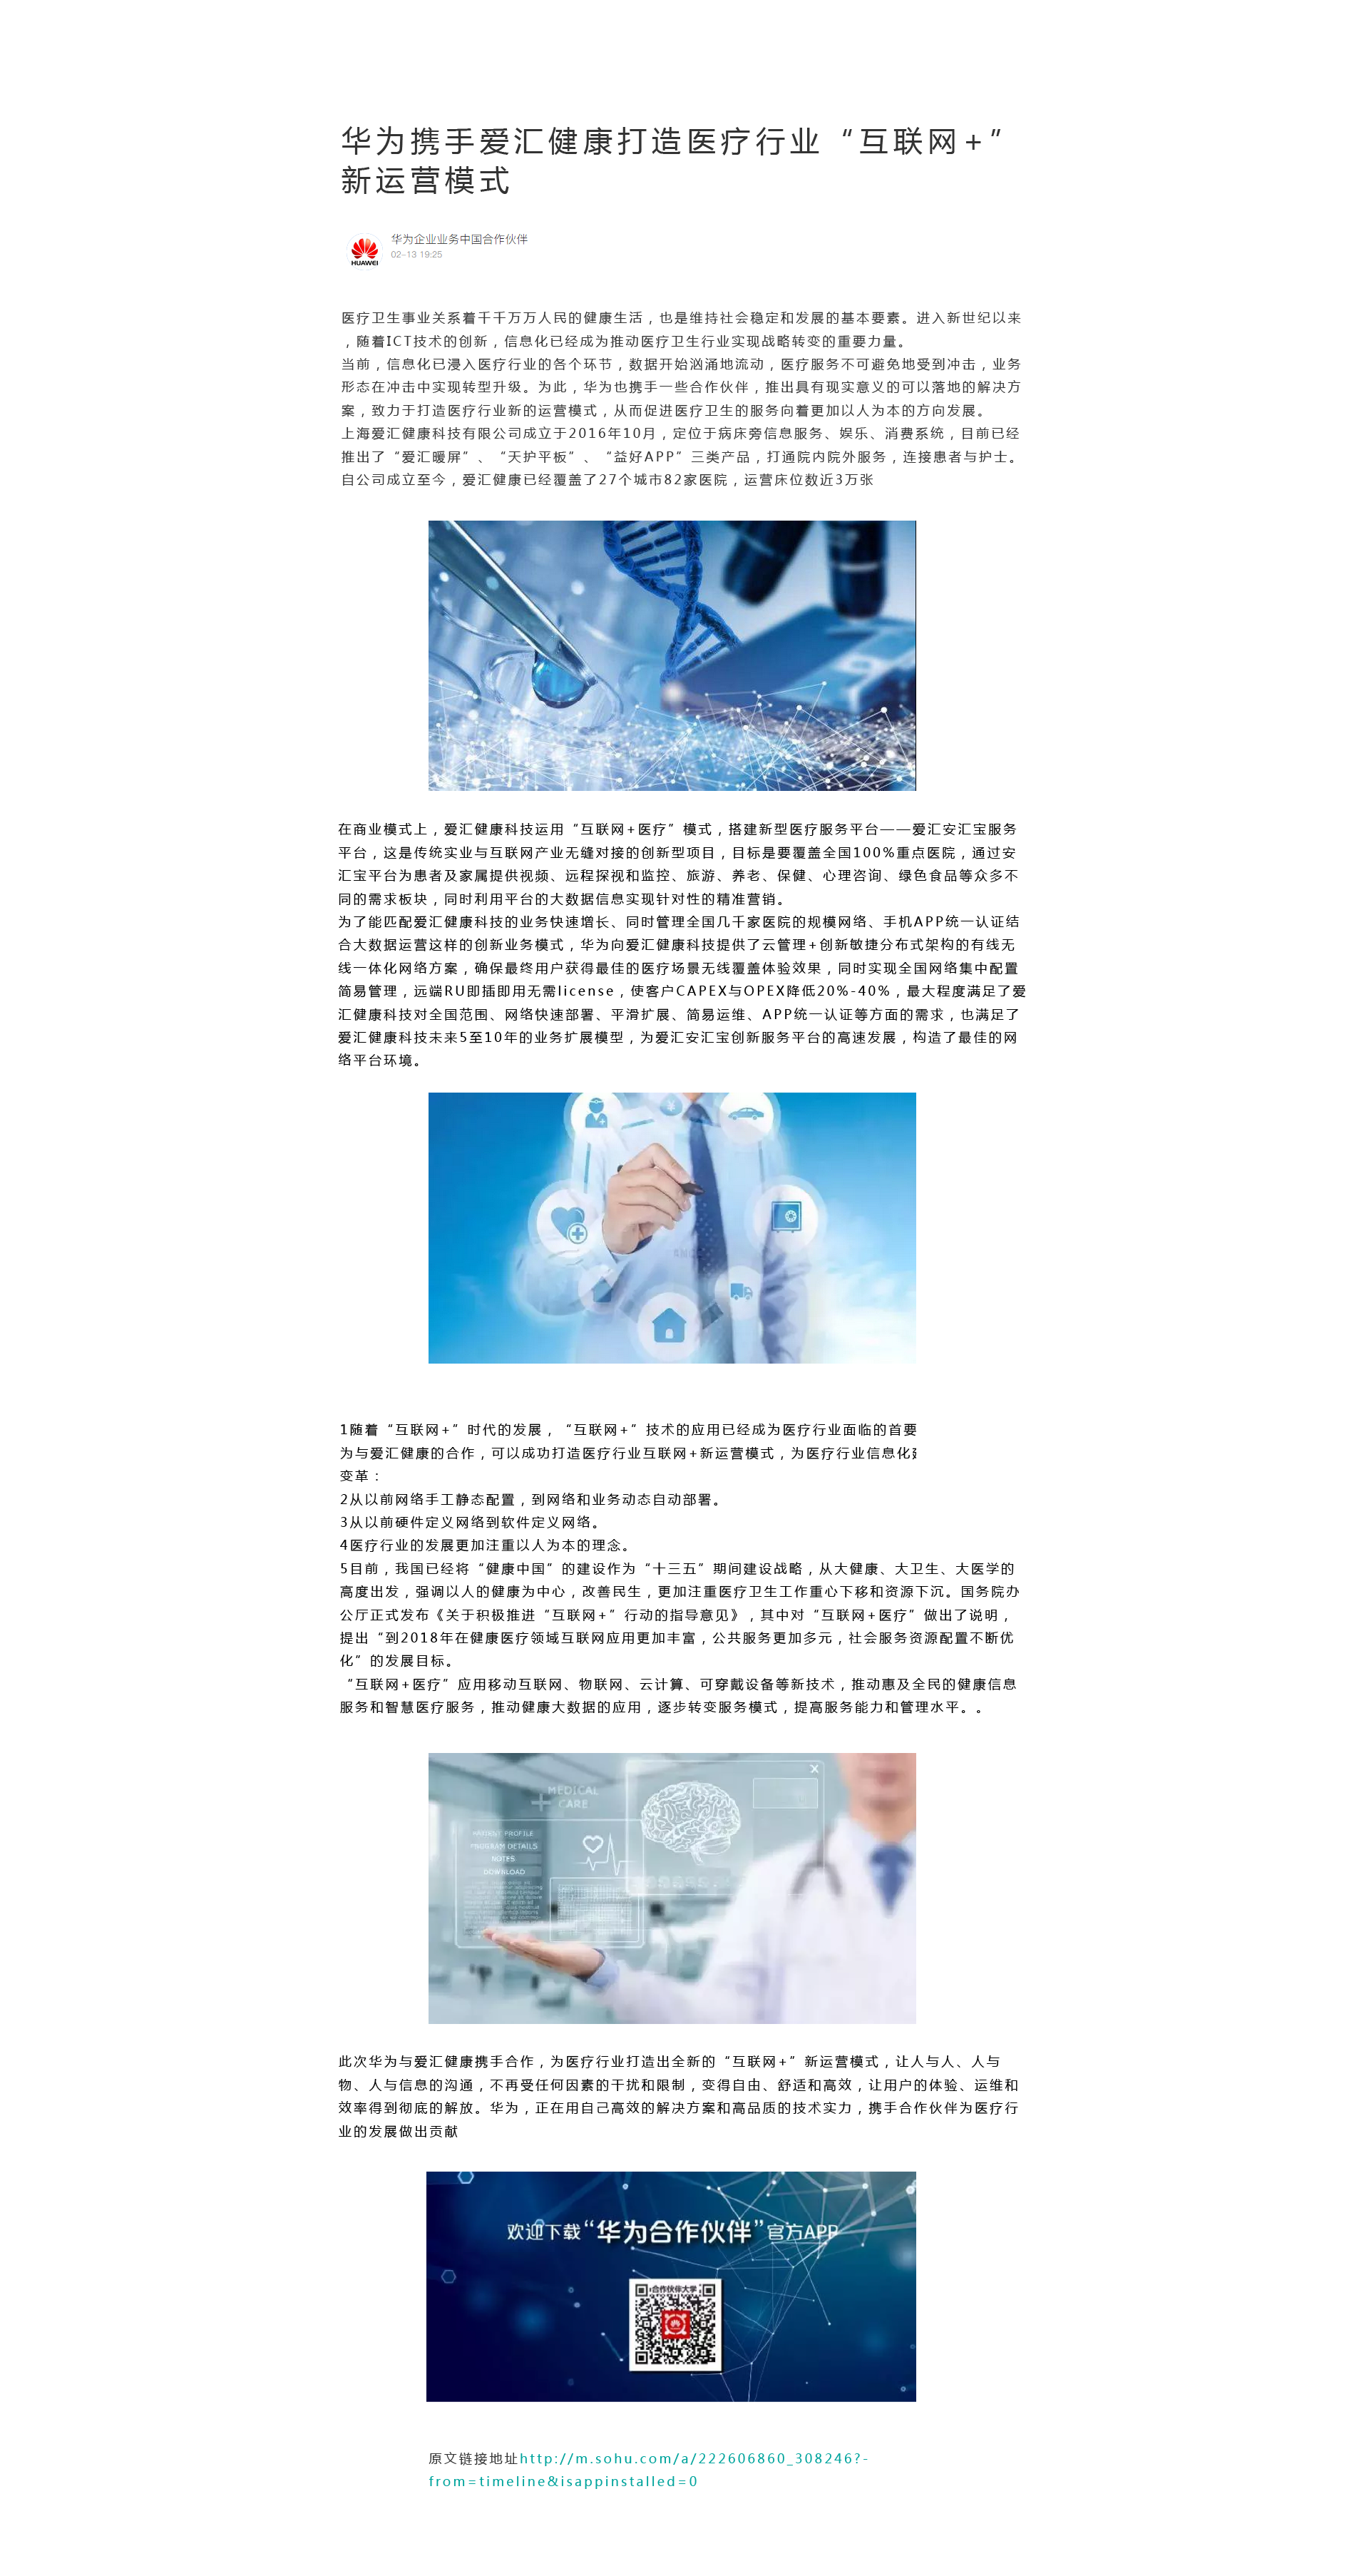 华为携手爱汇健康打造医疗行业“互联网+”
新运营模式
HUAWEI
华为企业业务中国合作伙伴
02-13 19:25
医疗卫生事业关系着千千万万人民的健康生活，也是维持社会稳定和发展的基本要素。进入新世纪以来
，随着ICT技术的创新，信息化已经成为推动医疗卫生行业实现战略转变的重要力量。
当前，信息化已浸入医疗行业的各个环节，数据开始汹涌地流动，医疗服务不可避免地受到冲击，业务
形态在冲击中实现转型升级。为此，华为也携手一些合作伙伴，推出具有现实意义的可以落地的解决方
案，致力于打造医疗行业新的运营模式，从而促进医疗卫生的服务向着更加以人为本的方向发展。
上海爱汇健康科技有限公司成立于2016年10月，定位于病床旁信息服务、娱乐、消费系统，目前已经
推出了“爱汇暖屏”、“天护平板”、“益好APP”三类产品，打通院内院外服务，连接患者与护士。
自公司成立至今，爱汇健康已经覆盖了27个城市82家医院，运营床位数近3万张
在商业模式上，爱汇健康科技运用“互联网+医疗”模式，搭建新型医疗服务平台——爱汇安汇宝服务
平台，这是传统实业与互联网产业无缝对接的创新型项目，目标是要覆盖全国100%重点医院，通过安
汇宝平台为患者及家属提供视频、远程探视和监控、旅游、养老、保健、心理咨询、绿色食品等众多不
同的需求板块，同时利用平台的大数据信息实现针对性的精准营销。
为了能匹配爱汇健康科技的业务快速增长、同时管理全国几千家医院的规模网络、手机APP统一认证结
合大数据运营这样的创新业务模式，华为向爱汇健康科技提供了云管理+创新敏捷分布式架构的有线无
线一体化网络方案，确保最终用户获得最佳的医疗场景无线覆盖体验效果，同时实现全国网络集中配置
简易管理，远端RU即插即用无需license，使客户CAPEX与OPEX降低20%-40%，最大程度满足了爱
汇健康科技对全国范围、网络快速部署、平滑扩展、简易运维、APP统一认证等方面的需求，也满足了
爱汇健康科技未来5至10年的业务扩展模型，为爱汇安汇宝创新服务平台的高速发展，构造了最佳的网
络平台环境。
1随着“互联网+”时代的发展，“互联网+”技术的应用已经成为医疗行业面临的首要
为与爱汇健康的合作，可以成功打造医疗行业互联网+新运营模式，为医疗行业信息化
变革：
2从以前网络手工静态配置，到网络和业务动态自动部署。
3从以前硬件定义网络到软件定义网络。
4医疗行业的发展更加注重以人为本的理念。
5目前，我国已经将“健康中国”的建设作为“十三五”期间建设战略，从大健康、大卫生、大医学的
高度出发，强调以人的健康为中心，改善民生，更加注重医疗卫生工作重心下移和资源下沉。国务院办
公厅正式发布《关于积极推进“互联网+”行动的指导意见》，其中对“互联网+医疗”做出了说明，
提出“到2018年在健康医疗领域互联网应用更加丰富，公共服务更加多元，社会服务资源配置不断优
化”的发展目标。
“互联网+医疗”应用移动互联网、物联网、云计算、可穿戴设备等新技术，推动惠及全民的健康信息
服务和智慧医疗服务，推动健康大数据的应用，逐步转变服务模式，提高服务能力和管理水平。。
MEDICAL
CARE
PATIENT PROFILE
PROGRAM DETAILS
NOTES
DOWNLOAD
此次华为与爱汇健康携手合作，为医疗行业打造出全新的“互联网+”新运营模式，让人与人、人与
物、人与信息的沟通，不再受任何因素的干扰和限制，变得自由、舒适和高效，让用户的体验、运维和
效率得到彻底的解放。华为，正在用自己高效的解决方案和高品质的技术实力，携手合作伙伴为医疗行
业的发展做出贡献
欢迎下载“华为合作伙伴”官方APP
合作伙伴大学
原文链接地址http://m.sohu.com/a/222606860_308246?-
from=timeline&isappinstalled=0